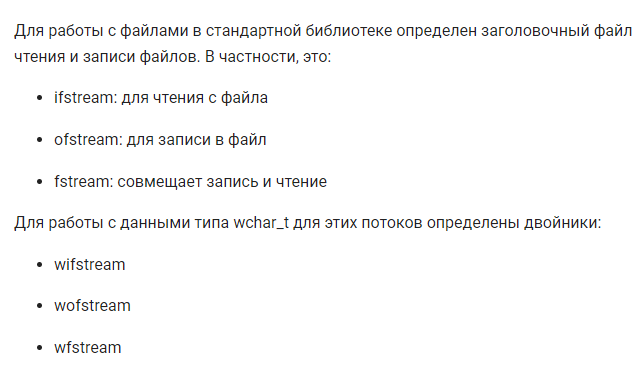 Для работы с файлами в стандартной библиотеке определен заголовочный файл
чтения и записи файлов. В частности, это:
• ifstream: для чтения с файла
• ofstream: для записи в файл
• fstream: совмещает запись и чтение
Для работы с данными типа wchar_t для этих потоков определены двойники:
• wifstream
• wofstream
• wfstream